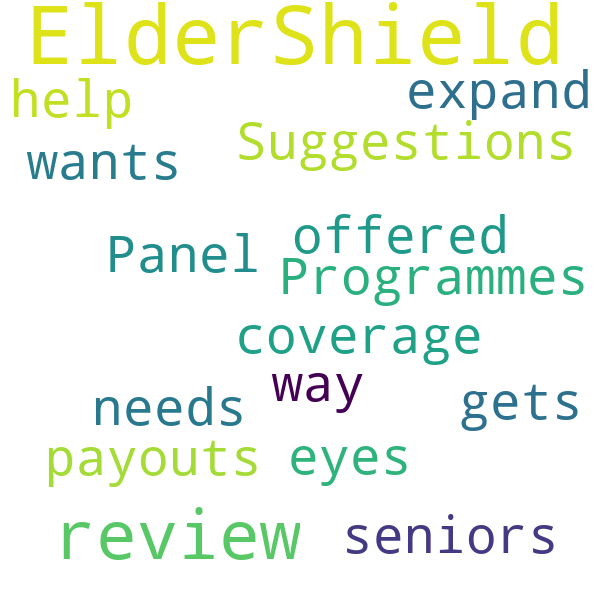 ElderShield
help expand
Suggestions
wants
offered
Panel
Programmes
coverage
way
needs gets
payouts eyes
review seniors